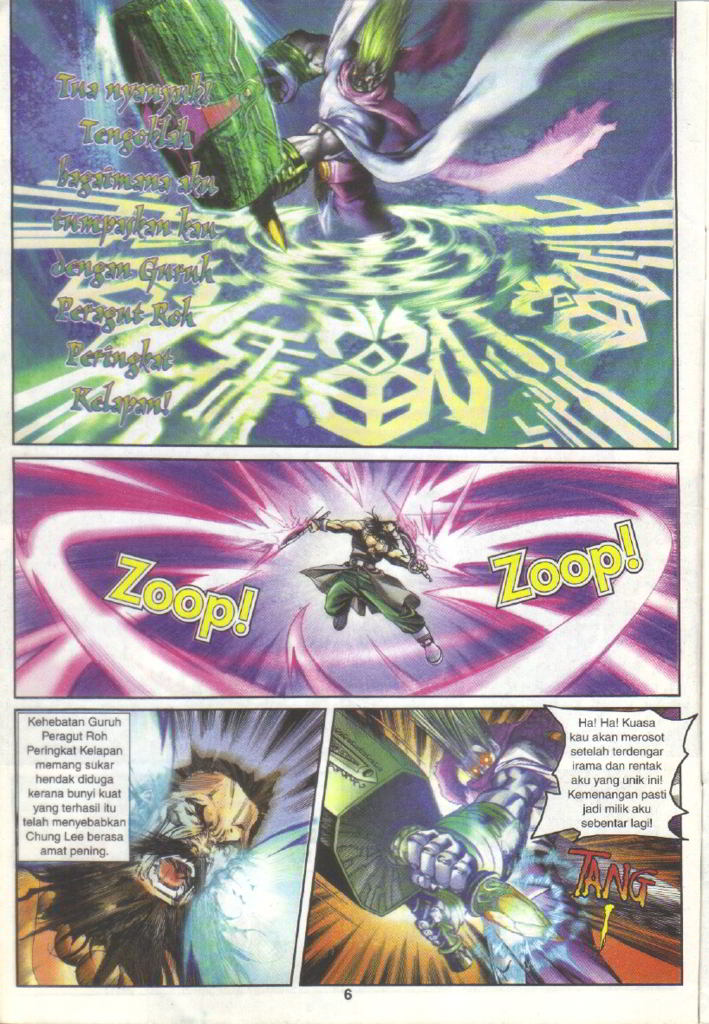 Tua nyanyuk!
Tengoklah
bagaimana aku
tumpaskan kau
dengan Guruh
Peragut Roh
Peringkat
Kelapan!
Zoop!
Zoop!
Kehebatan Guruh
Peragut Roh
Peringkat Kelapan
memang sukar
hendak diduga
kerana bunyi kuat
yang terhasil itu
telah menyebabkan
Chung Lee berasa
amat pening.
Ha! Ha! Kuasa
kau akan merosot
setelah terdengar
irama dan rentak
aku yang unik ini!
Kemenangan pasti
jadi milik aku
sebentar lagi!
TANG
!
6